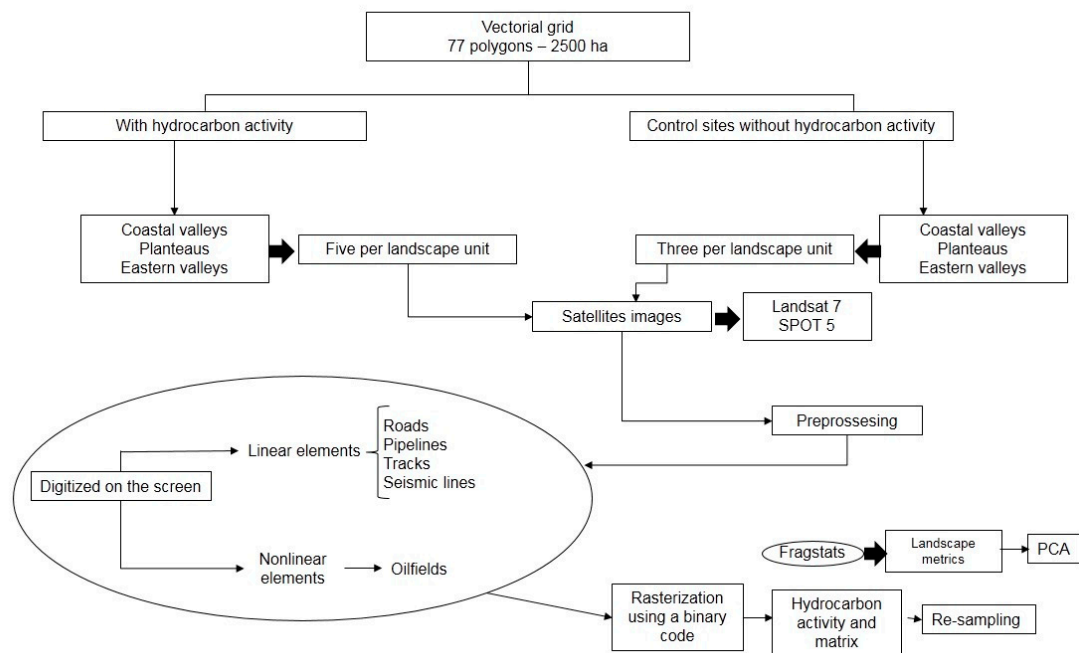 Vectorial grid
77 polygons – 2500 ha
With hydrocarbon activity
Control sites without hydrocarbon activity
Coastal valleys
Planteaus
Eastern valleys
Five per landscape unit
Three per landscape unit
Coastal valleys
Planteaus
Eastern valleys
Satellites images
Landsat 7
SPOT 5
Preprossesing
Digitized on the screen
Linear elements
Roads
Pipelines
Tracks
Seismic lines
Nonlinear
elements
Oilfields
Fragstats
Landscape
metrics
PCA
Rasterization
using a binary
code
Hydrocarbon
activity and
matrix
Re-sampling